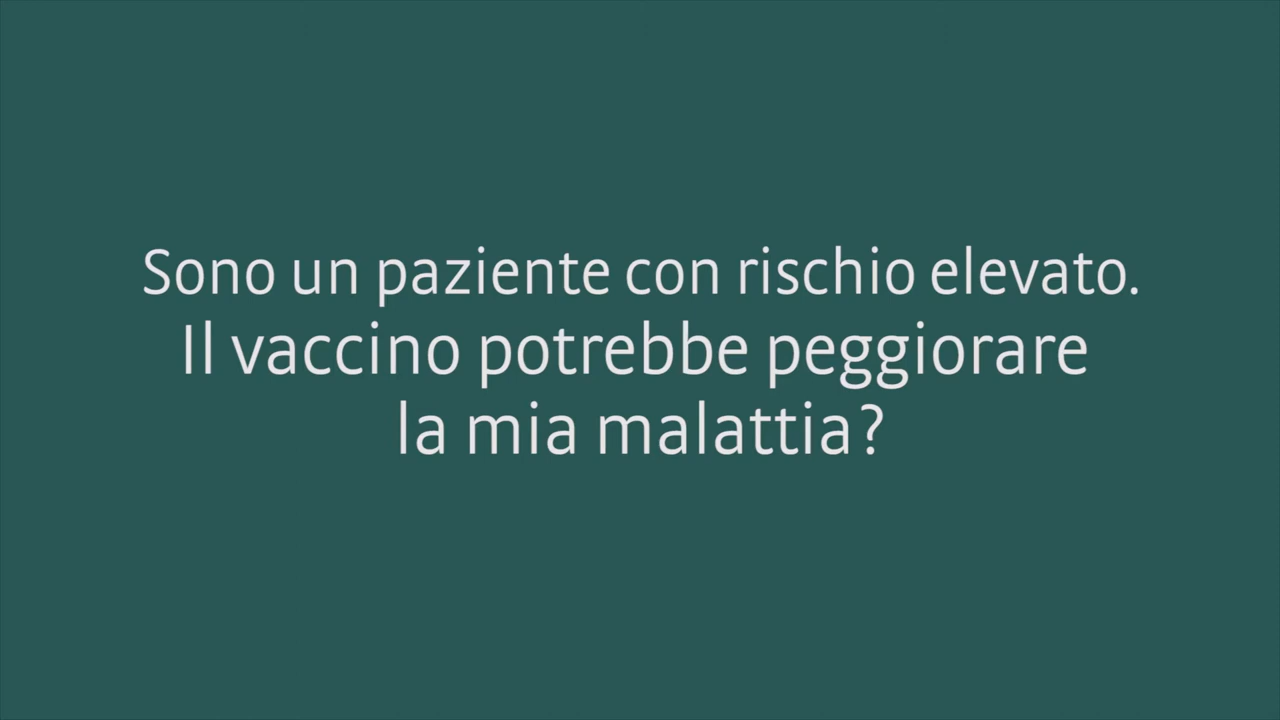 Sono un paziente con rischio elevato.
Il vaccino potrebbe peggiorare
la mia malattia?